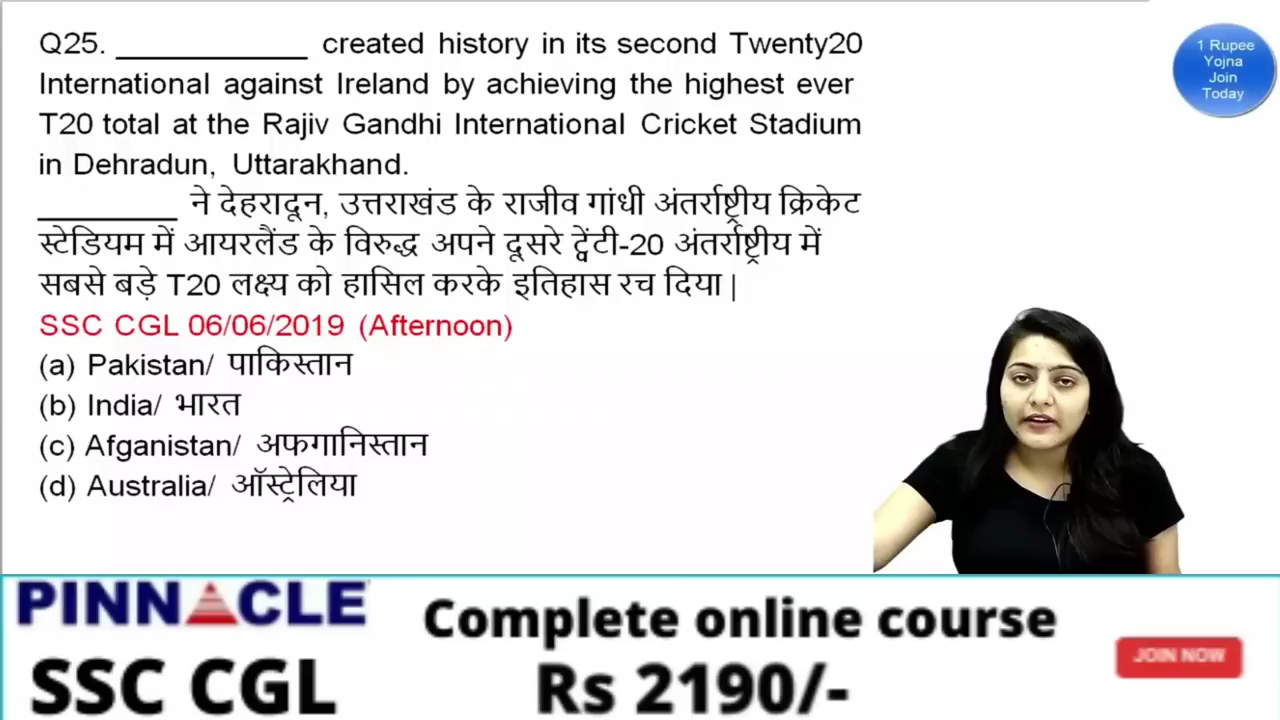 Q25. ____________ created history in its second Twenty20
International against Ireland by achieving the highest ever
T20 total at the Rajiv Gandhi International Cricket Stadium
in Dehradun, Uttarakhand.
_________ ने देहरादून, उत्तराखंड के राजीव गांधी अंतर्राष्ट्रीय क्रिकेट
स्टेडियम में आयरलैंड के विरुद्ध अपने दूसरे ट्वेंटी-20 अंतर्राष्ट्रीय में
सबसे बड़े T20 लक्ष्य को हासिल करके इतिहास रच दिया |
SSC CGL 06/06/2019 (Afternoon)
(a) Pakistan/ पाकिस्तान
(b) India/ भारत
(c) Afganistan/ अफगानिस्तान
(d) Australia/ ऑस्ट्रेलिया
1 Rupee
Yojna
Join
Today
PINNACLE
SSC CGL
Complete online course
Rs 2190/-
JOIN NOW